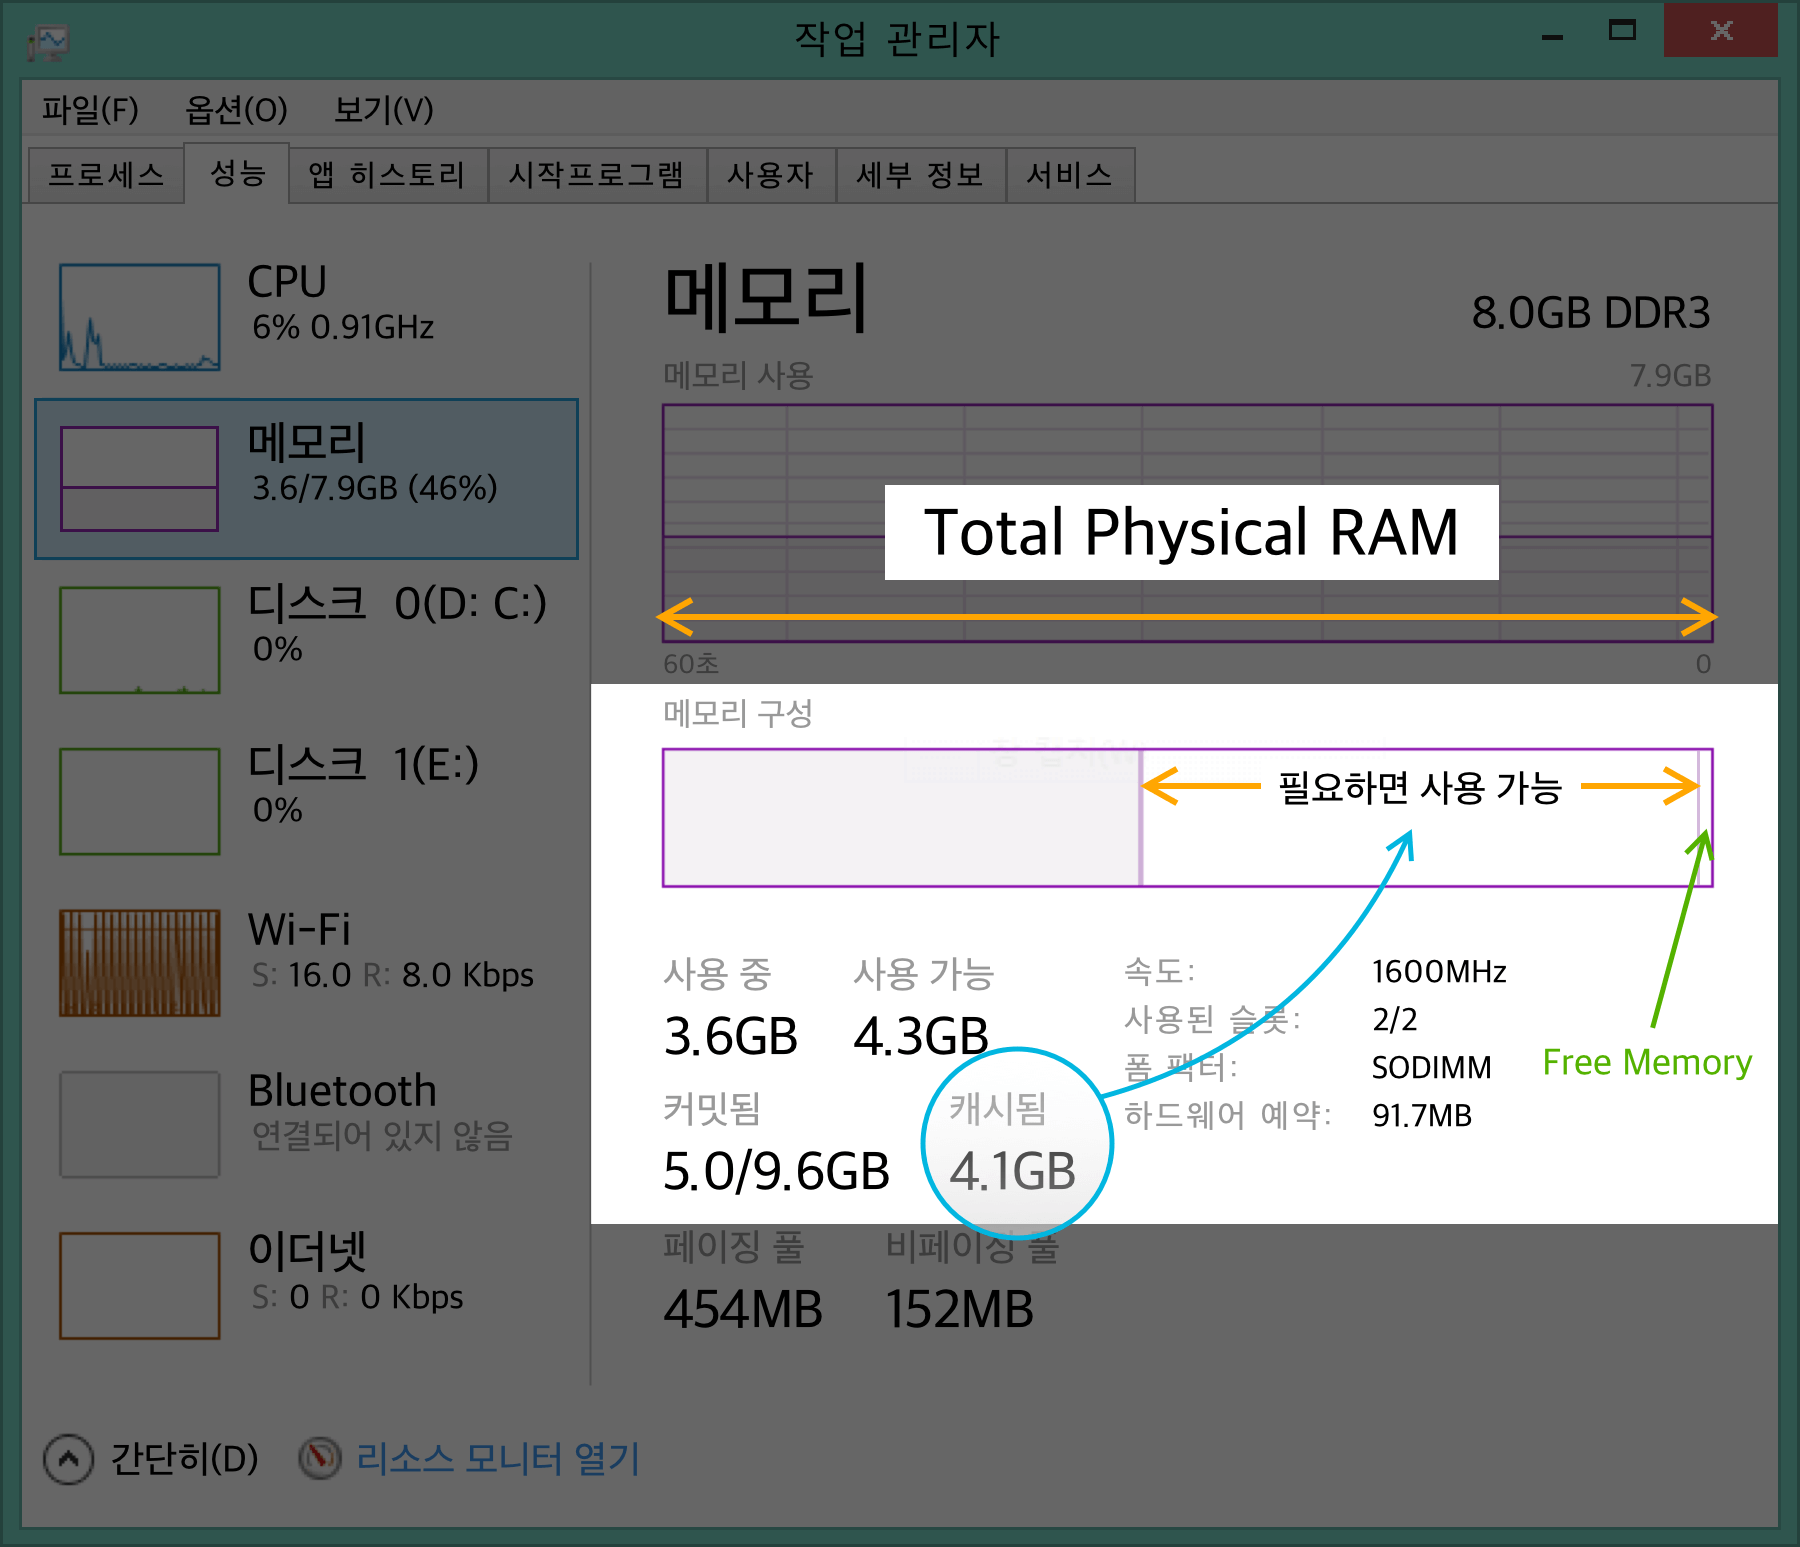 작업 관리자
파일(F) 옵션(O) 보기(V)
프로세스 성능 앱 히스토리 시작프로그램 사용자 세부 정보 서비스
CPU
6% 0.91GHz
메모리
3.6/7.9GB (46%)
디스크 0(D: C:)
0%
디스크 1(E:)
0%
Wi-Fi
S: 16.0 R: 8.0 Kbps
Bluetooth
연결되어 있지 않음
이더넷
S: 0 R: 0 Kbps
메모리
8.0GB DDR3
메모리 사용 7.9GB
Total Physical RAM
60초 0
메모리 구성
필요하면 사용 가능
사용 중 사용 가능
3.6GB 4.3GB
커밋됨 캐시됨
5.0/9.6GB 4.1GB
속도: 1600MHz
사용된 슬롯: 2/2
폼 팩터: SODIMM
하드웨어 예약: 91.7MB
Free Memory
페이징 풀 비페이징 풀
454MB 152MB
간단히(D) 리소스 모니터 열기